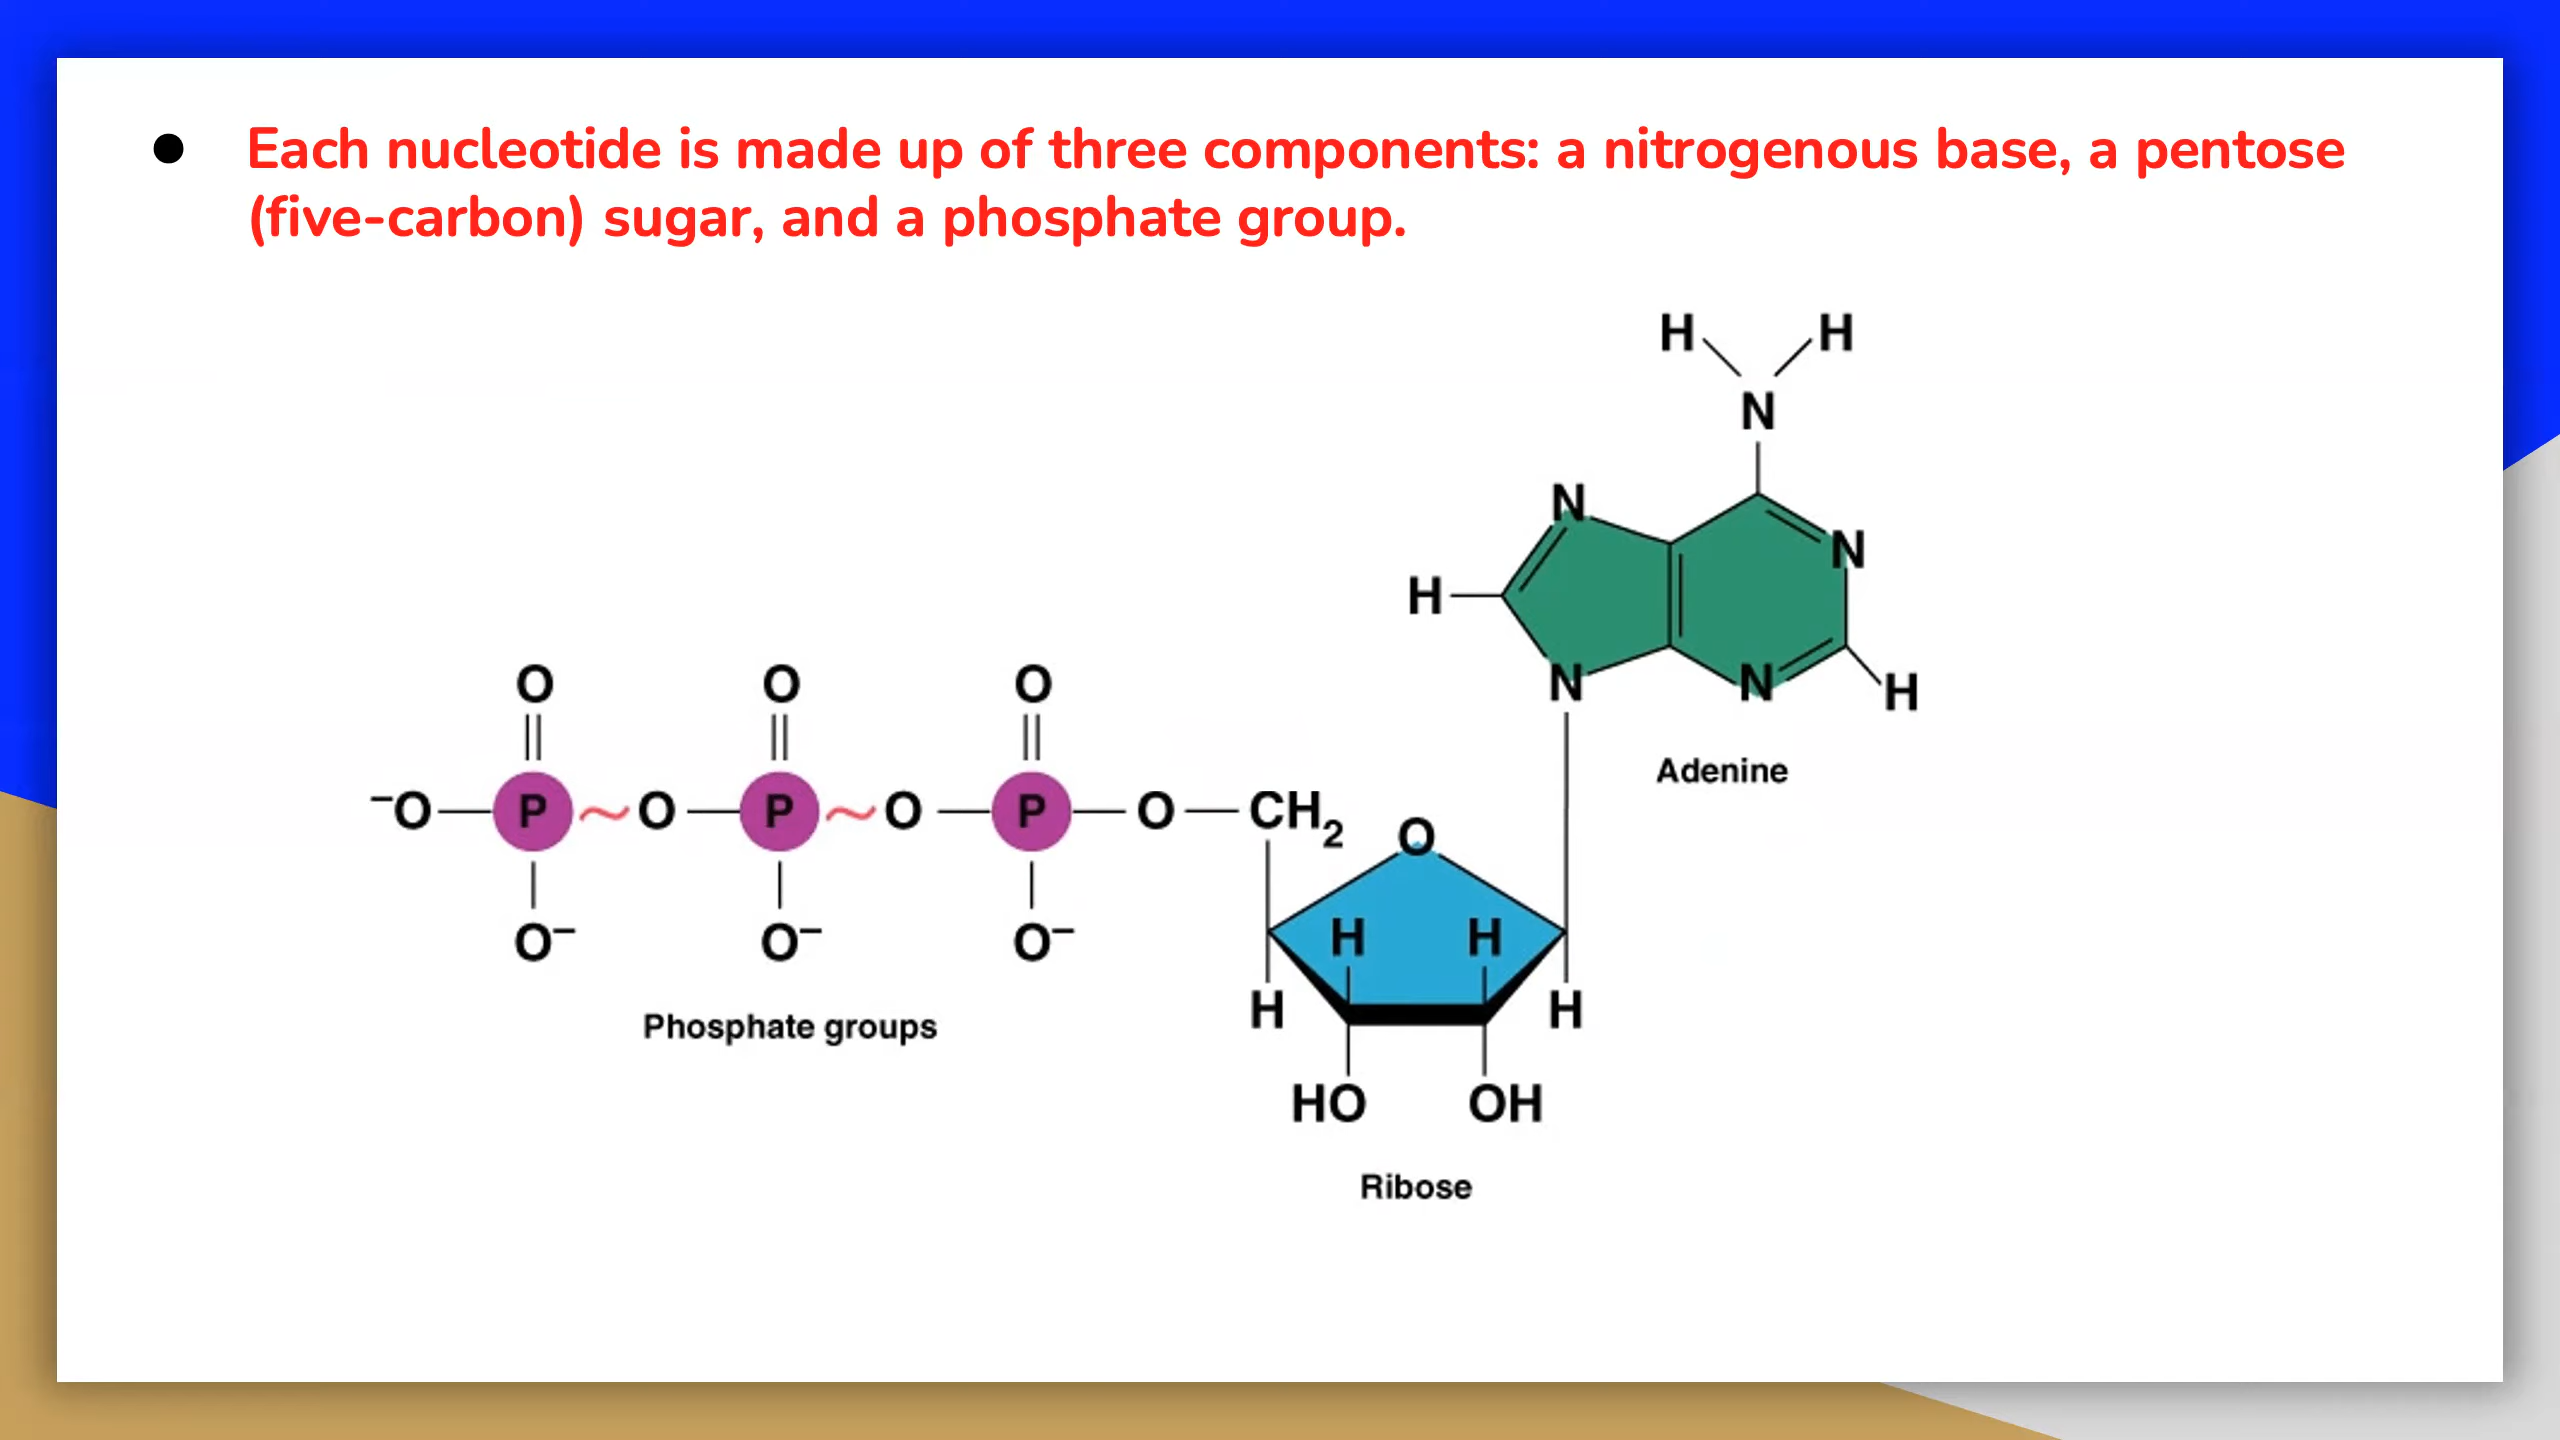 ● Each nucleotide is made up of three components: a nitrogenous base, a pentose
(five-carbon) sugar, and a phosphate group.
H H
N
N
N
H
N N
H
Adenine
O O O
⁻O P ~ O P ~ O P O CH₂
O
O⁻ O⁻ O⁻
H H
H H
Phosphate groups
HO OH
Ribose